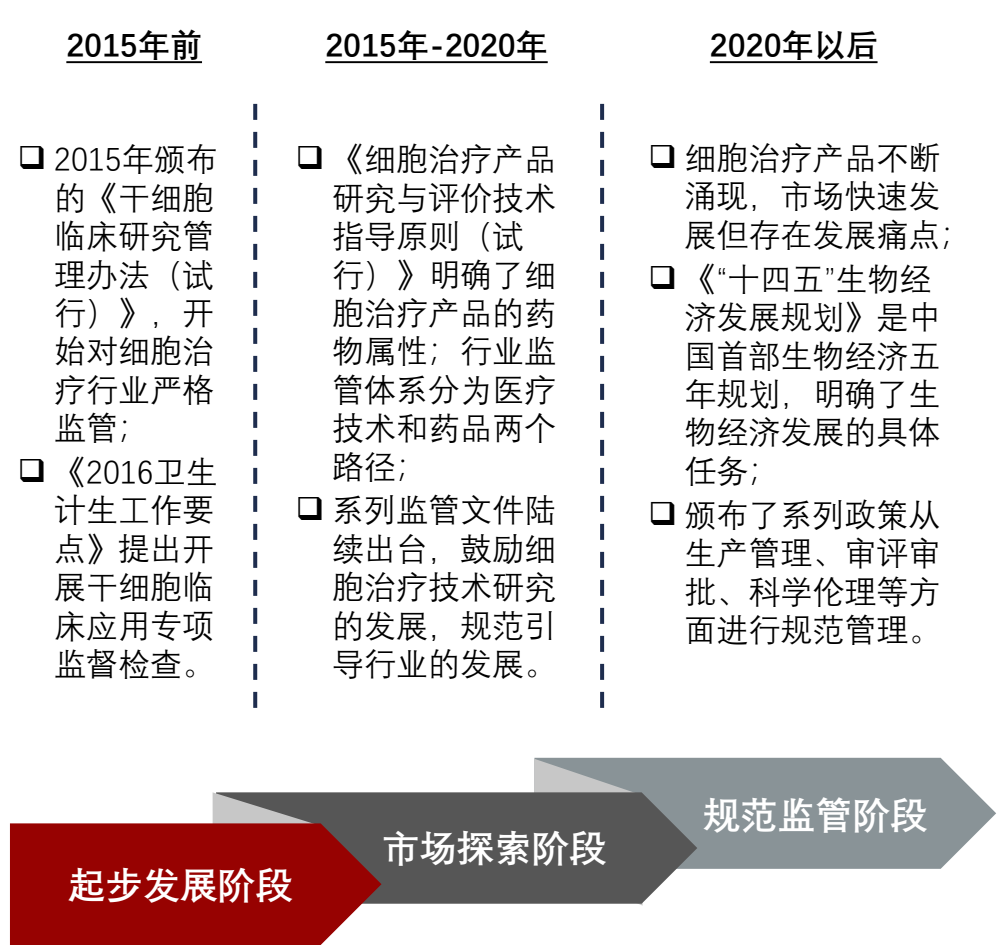 2015年前
2015年颁布
的《干细胞
临床研究管
理办法（试
行）》，开
始对细胞治
疗行业严格
监管；
《2016卫生
计生工作要
点》提出开
展干细胞临
床应用专项
监督检查。
2015年-2020年
《细胞治疗产品
研究与评价技术
指导原则（试
行）》明确了细
胞治疗产品的药
物属性；行业监
管体系分为医疗
技术和药品两个
路径；
系列监管文件陆
续出台，鼓励细
胞治疗技术研究
的发展，规范引
导行业的发展。
2020年以后
细胞治疗产品不断
涌现，市场快速发
展但存在发展痛点；
《“十四五”生物经
济发展规划》是中
国首部生物经济五
年规划，明确了生
物经济发展的具体
任务；
颁布了系列政策从
生产管理、审评审
批、科学伦理等方
面进行规范管理。
起步发展阶段
市场探索阶段
规范监管阶段